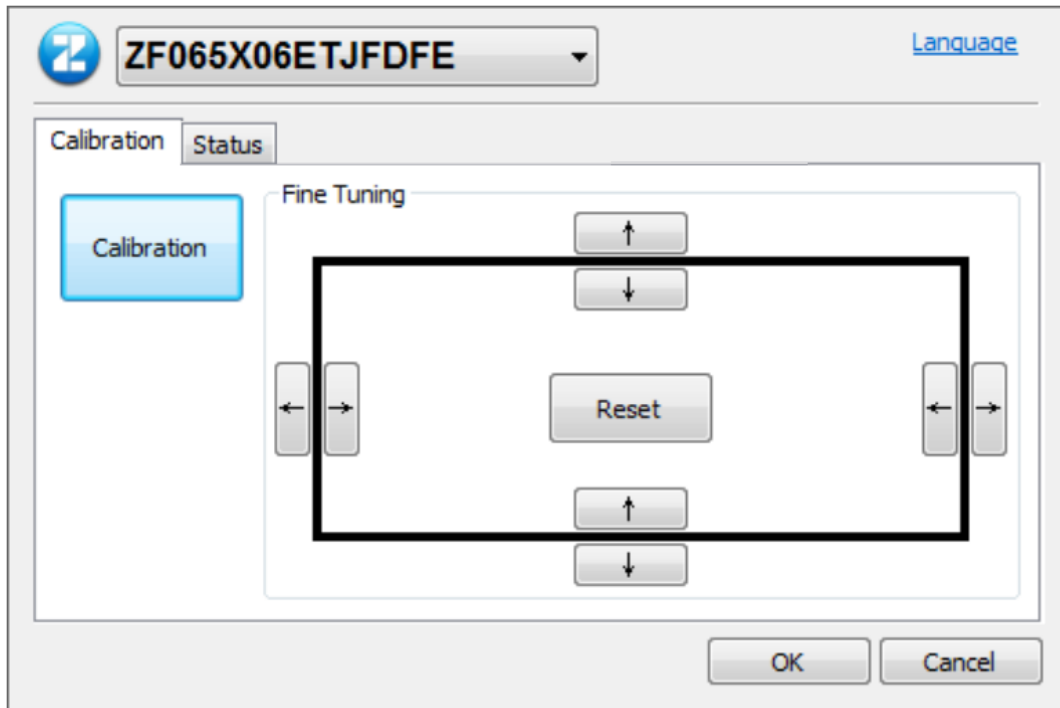 ZF065X06ETJFDFE
Language
Calibration
Status
Calibration
Fine Tuning
↑
↓
← → 
Reset
← →
↑
↓
OK
Cancel